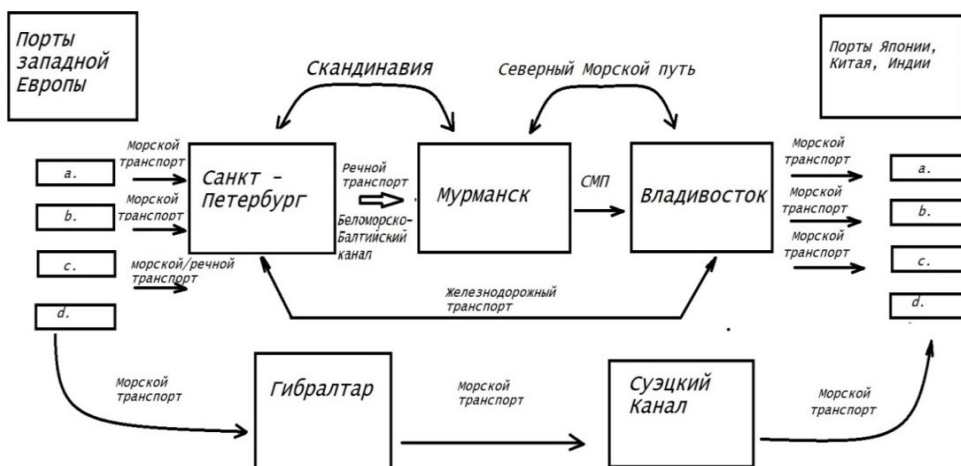 Порты
западной
Европы
Скандинавия
Северный Морской путь
Порты Японии,
Китая, Индии
Морской
транспорт
a.
Морской
транспорт
b.
c.
морской/речной
транспорт
d.
Санкт -
Петербург
Речной
транспорт
Беломорско-
Балтийский
канал
Мурманск
СМП
Владивосток
Морской
транспорт
Морской
транспорт
Морской
транспорт
a.
b.
c.
d.
Железнодорожный
транспорт
Морской
транспорт
Гибралтар
Морской
транспорт
Суэцкий
Канал
Морской
транспорт